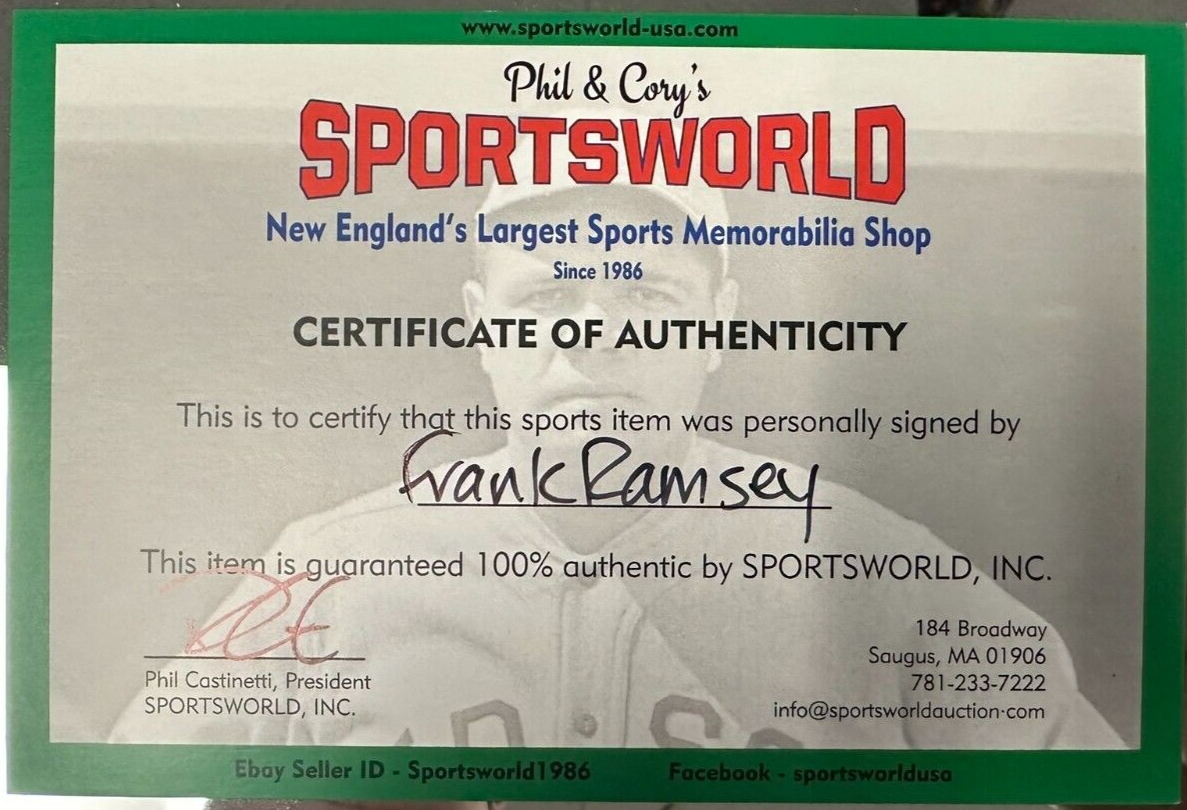 www.sportsworld-usa.com
Phil & Cory's
SPORTSWORLD
New England's Largest Sports Memorabilia Shop
Since 1986
CERTIFICATE OF AUTHENTICITY
This is to certify that this sports item was personally signed by
Frank Ramsey
This item is guaranteed 100% authentic by SPORTSWORLD, INC.
Phil Castinetti, President
SPORTSWORLD, INC.
184 Broadway
Saugus, MA 01906
781-233-7222
info@sportsworldauction·com
Ebay Seller ID - Sportsworld1986 Facebook - sportsworldusa